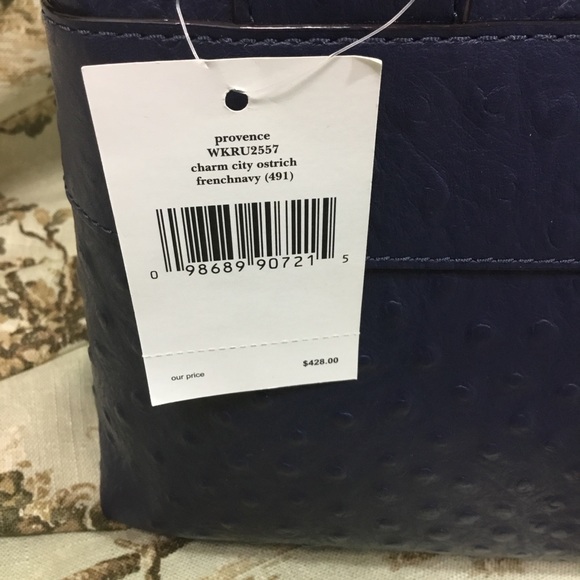 provence
WKRU2557
charm city ostrich
frenchnavy (491)
0 98689 90721 5
our price $428.00